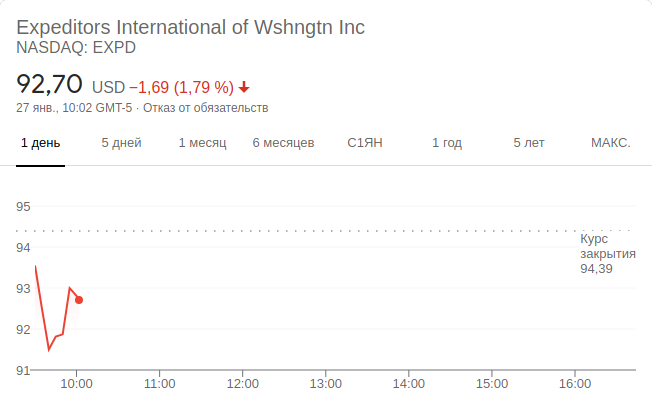 Expeditors International of Wshngtn Inc
NASDAQ: EXPD
92,70 USD −1,69 (1,79 %)
27 янв., 10:02 GMT-5 · Отказ от обязательств
1 день 5 дней 1 месяц 6 месяцев С1ЯН 1 год 5 лет МАКС.
95
94
93
92
91
Курс
закрытия
94,39
10:00 11:00 12:00 13:00 14:00 15:00 16:00